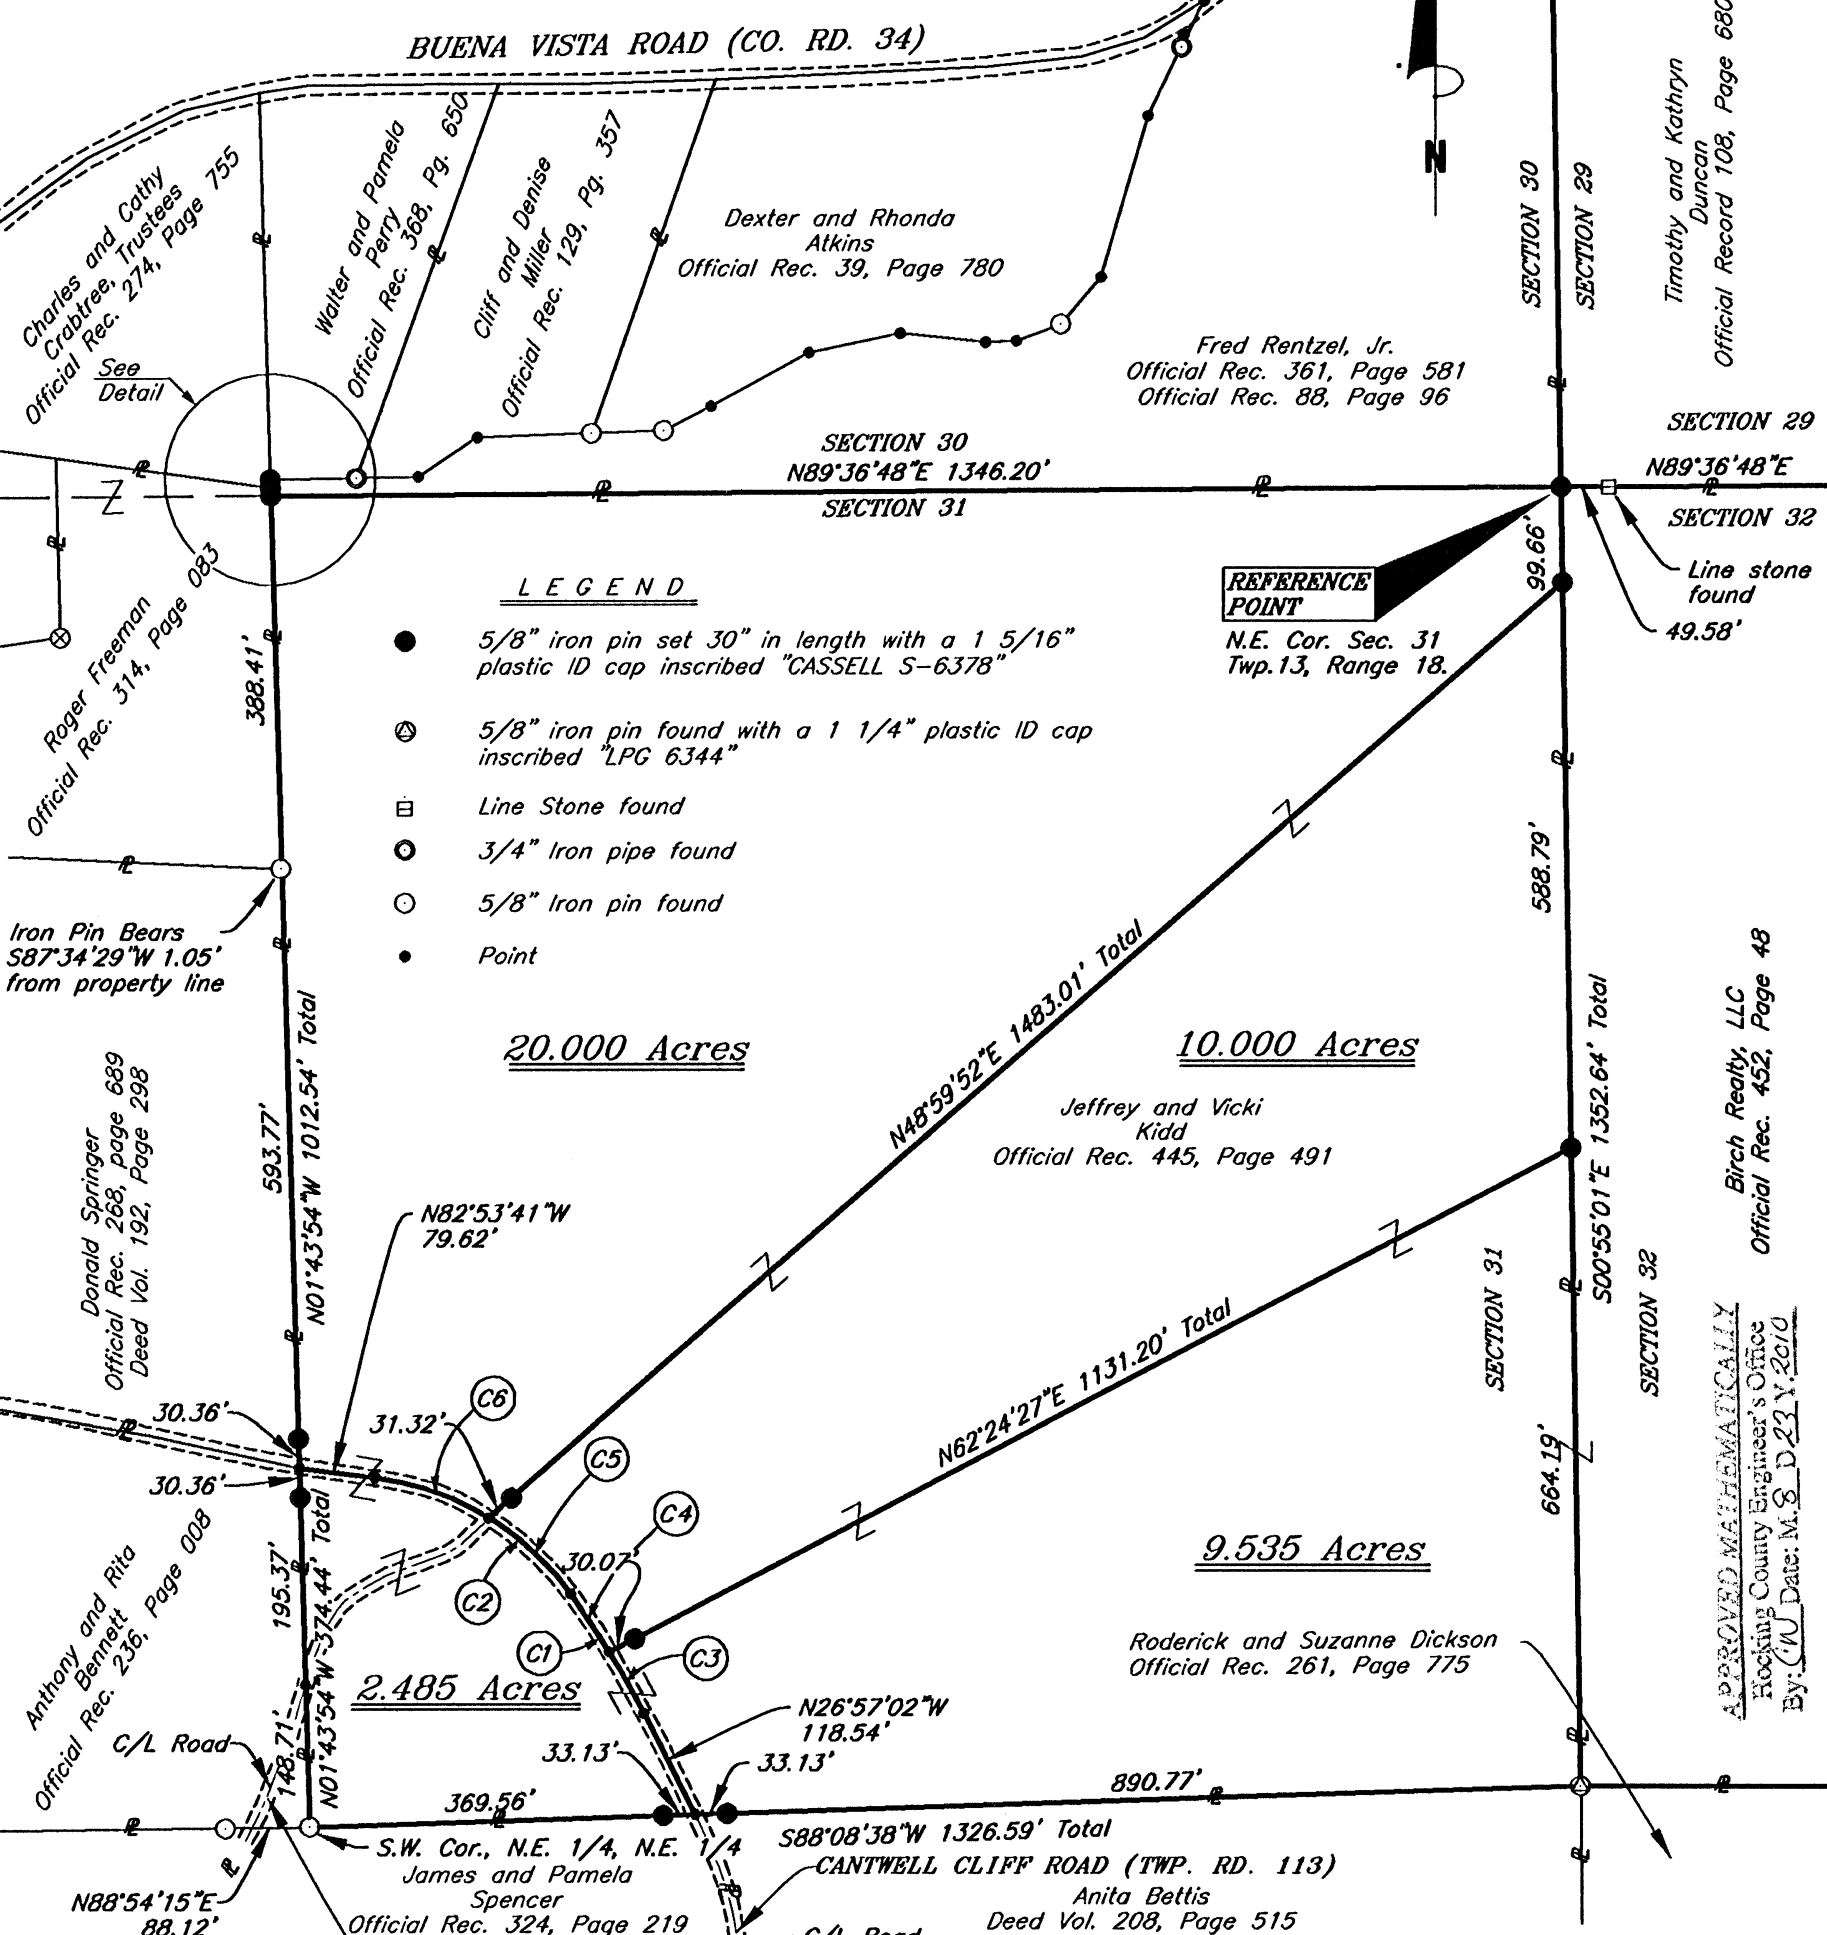 BUENA VISTA ROAD (CO. RD. 34)
Charles and Cathy
Crabtree, Trustees
Official Rec. 274, Page 755
Walter and Pamela
Perry
Official Rec. 368, Pg. 650
Cliff and Denise
Miller
Official Rec. 129, Pg. 357
Dexter and Rhonda
Atkins
Official Rec. 39, Page 780
N
SECTION 30
SECTION 29
Timothy and Kathryn
Duncan
Official Record 108, Page 680
Fred Rentzel, Jr.
Official Rec. 361, Page 581
Official Rec. 88, Page 96
See
Detail
SECTION 30
N89°36'48"E 1346.20'
SECTION 31
SECTION 29
N89°36'48"E
SECTION 32
Line stone
found
49.58'
99.66'
REFERENCE
POINT
N.E. Cor. Sec. 31
Twp.13, Range 18.
Roger Freeman
Official Rec. 314, Page 083
388.41'
LEGEND
5/8" iron pin set 30" in length with a 1 5/16"
plastic ID cap inscribed "CASSELL S-6378"
5/8" iron pin found with a 1 1/4" plastic ID cap
inscribed "LPG 6344"
Line Stone found
3/4" Iron pipe found
5/8" Iron pin found
Point
588.79'
Iron Pin Bears
S87°34'29"W 1.05'
from property line
N48°59'52"E 1483.01' Total
20.000 Acres
10.000 Acres
Jeffrey and Vicki
Kidd
Official Rec. 445, Page 491
S00°55'01"E 1352.64' Total
Birch Realty, LLC
Official Rec. 452, Page 48
Donald Springer
Official Rec. 268, page 689
Deed Vol. 192, Page 298
593.77'
N01°43'54"W 1012.54' Total
N82°53'41"W
79.62'
N62°24'27"E 1131.20' Total
SECTION 31
SECTION 32
664.19'
APPROVED MATHEMATICALLY
Hocking County Engineer's Office
By: CW Date: M.8 D23 Y.2010
30.36'
30.36'
31.32'
C6
C5
C4
30.07'
C2
C1
C3
9.535 Acres
Roderick and Suzanne Dickson
Official Rec. 261, Page 775
Anthony and Rita
Bennett
Official Rec. 236, Page 008
195.37'
N01°43'54"W 374.44' Total
2.485 Acres
C/L Road
148.71'
N26°57'02"W
118.54'
33.13'
33.13'
369.56'
890.77'
S.W. Cor., N.E. 1/4, N.E. 1/4
S88°08'38"W 1326.59' Total
James and Pamela
Spencer
Official Rec. 324, Page 219
CANTWELL CLIFF ROAD (TWP. RD. 113)
Anita Bettis
Deed Vol. 208, Page 515
N88°54'15"E
88.12'
C/L Road